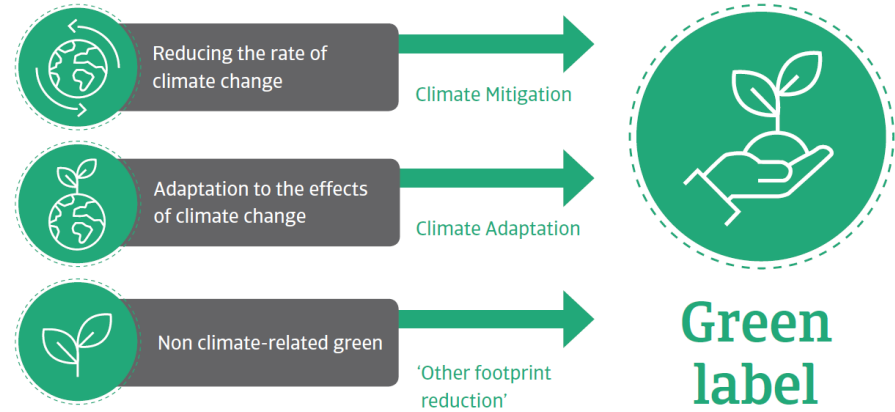 Reducing the rate of
climate change
Climate Mitigation
Adaptation to the effects
of climate change
Climate Adaptation
Non climate-related green
‘Other footprint
reduction’
Green
label